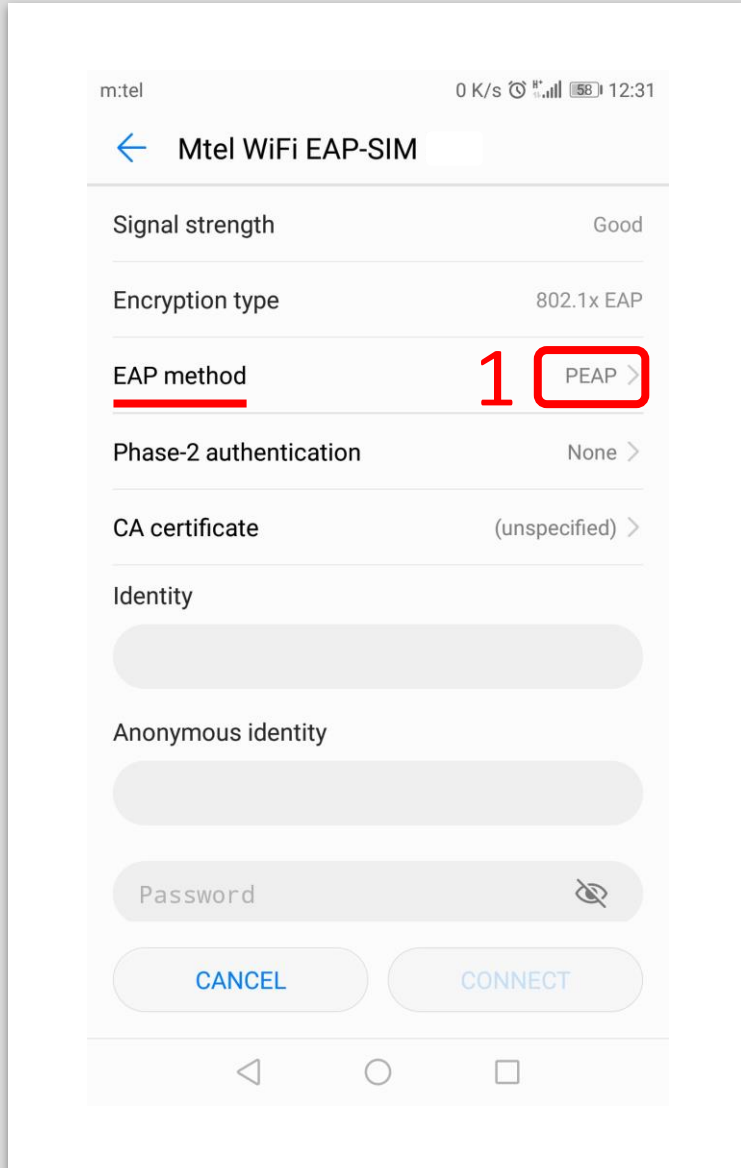 m:tel 0 K/s H+ 58 12:31
Mtel WiFi EAP-SIM
Signal strength Good
Encryption type 802.1x EAP
EAP method 1 PEAP
Phase-2 authentication None
CA certificate (unspecified)
Identity
Anonymous identity
Password
CANCEL CONNECT